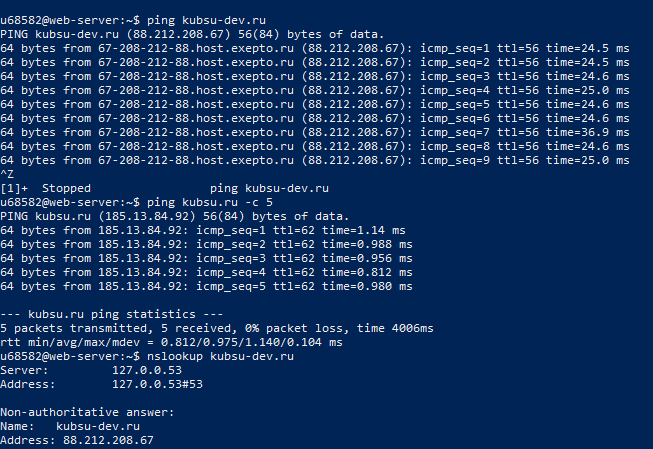 u68582@web-server:~$ ping kubsu-dev.ru
PING kubsu-dev.ru (88.212.208.67) 56(84) bytes of data.
64 bytes from 67-208-212-88.host.exepto.ru (88.212.208.67): icmp_seq=1 ttl=56 time=24.5 ms
64 bytes from 67-208-212-88.host.exepto.ru (88.212.208.67): icmp_seq=2 ttl=56 time=24.5 ms
64 bytes from 67-208-212-88.host.exepto.ru (88.212.208.67): icmp_seq=3 ttl=56 time=24.6 ms
64 bytes from 67-208-212-88.host.exepto.ru (88.212.208.67): icmp_seq=4 ttl=56 time=25.0 ms
64 bytes from 67-208-212-88.host.exepto.ru (88.212.208.67): icmp_seq=5 ttl=56 time=24.6 ms
64 bytes from 67-208-212-88.host.exepto.ru (88.212.208.67): icmp_seq=6 ttl=56 time=24.6 ms
64 bytes from 67-208-212-88.host.exepto.ru (88.212.208.67): icmp_seq=7 ttl=56 time=36.9 ms
64 bytes from 67-208-212-88.host.exepto.ru (88.212.208.67): icmp_seq=8 ttl=56 time=24.6 ms
64 bytes from 67-208-212-88.host.exepto.ru (88.212.208.67): icmp_seq=9 ttl=56 time=25.0 ms
^Z
[1]+  Stopped                 ping kubsu-dev.ru
u68582@web-server:~$ ping kubsu.ru -c 5
PING kubsu.ru (185.13.84.92) 56(84) bytes of data.
64 bytes from 185.13.84.92: icmp_seq=1 ttl=62 time=1.14 ms
64 bytes from 185.13.84.92: icmp_seq=2 ttl=62 time=0.988 ms
64 bytes from 185.13.84.92: icmp_seq=3 ttl=62 time=0.956 ms
64 bytes from 185.13.84.92: icmp_seq=4 ttl=62 time=0.812 ms
64 bytes from 185.13.84.92: icmp_seq=5 ttl=62 time=0.980 ms

--- kubsu.ru ping statistics ---
5 packets transmitted, 5 received, 0% packet loss, time 4006ms
rtt min/avg/max/mdev = 0.812/0.975/1.140/0.104 ms
u68582@web-server:~$ nslookup kubsu-dev.ru
Server:         127.0.0.53
Address:        127.0.0.53#53

Non-authoritative answer:
Name:   kubsu-dev.ru
Address: 88.212.208.67